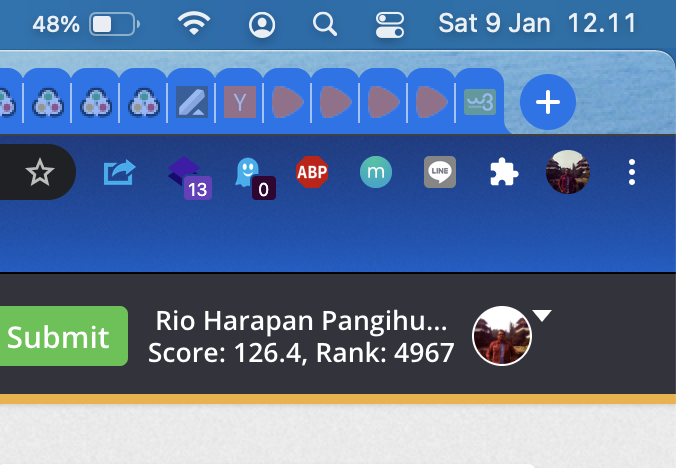 48% Sat 9 Jan 12.11
Y w3
13 0 ABP m LINE
Submit
Rio Harapan Pangihu...
Score: 126.4, Rank: 4967